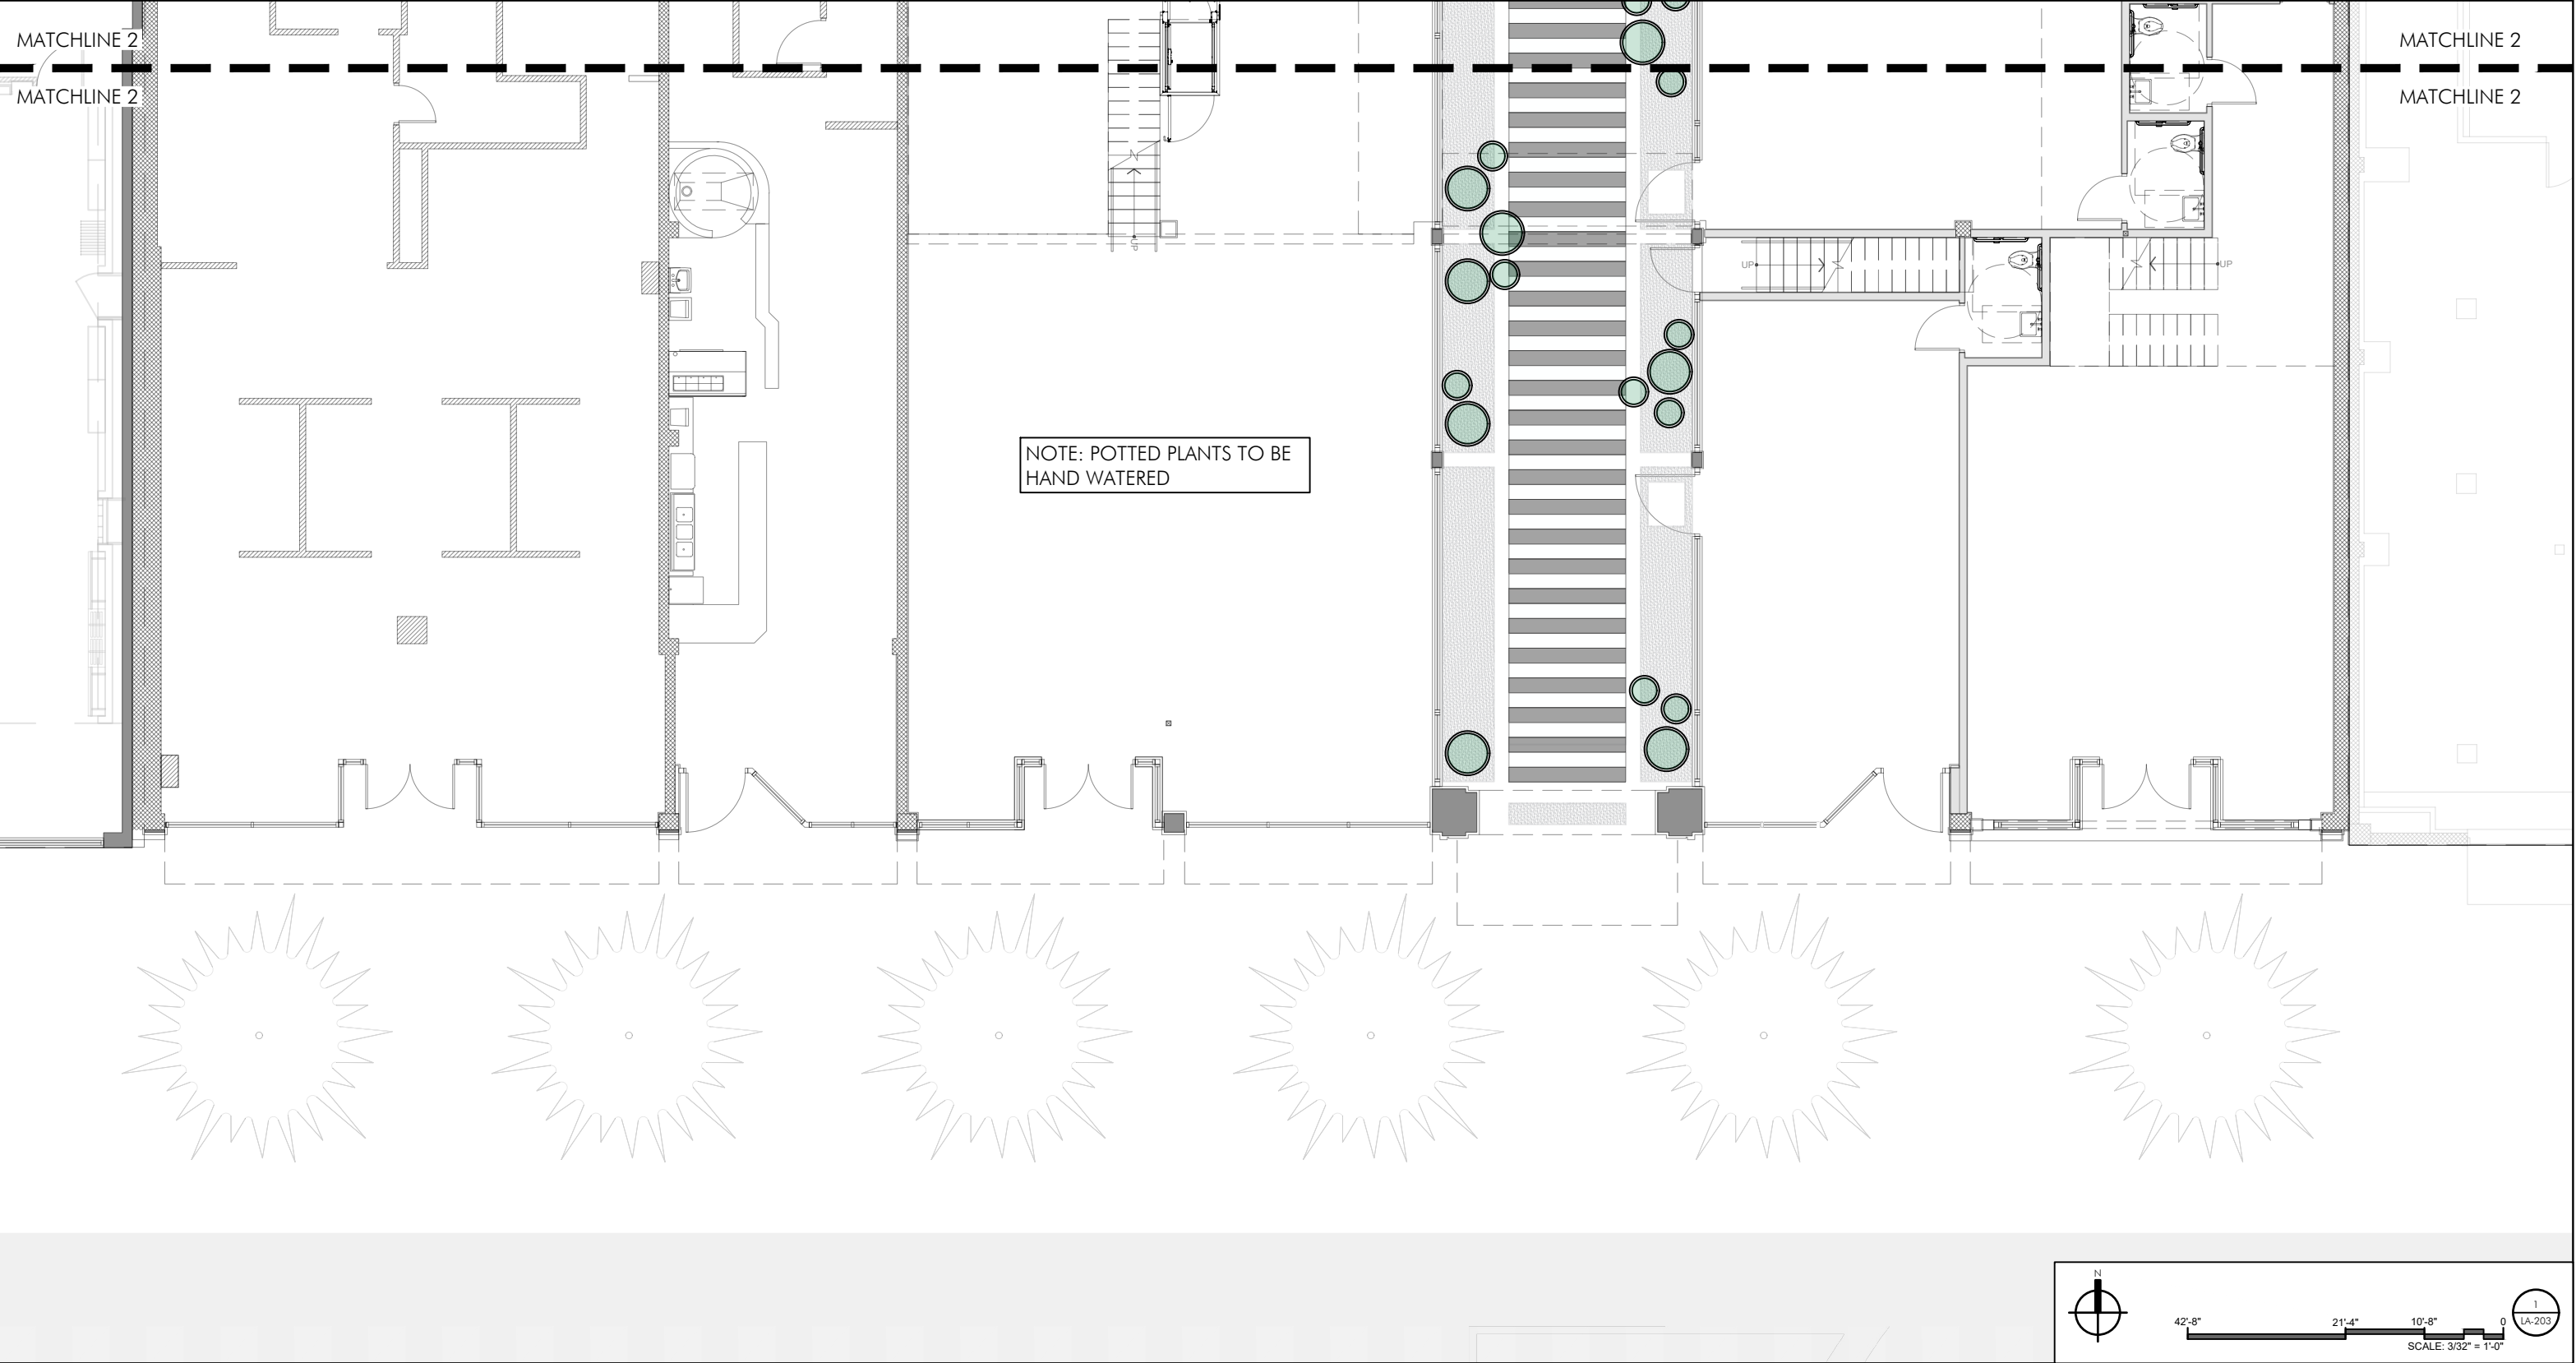 MATCHLINE 2
MATCHLINE 2
MATCHLINE 2
MATCHLINE 2
UP
UP
UP
NOTE: POTTED PLANTS TO BE
HAND WATERED
N
42'-8"
21'-4"
10'-8"
0
SCALE: 3/32" = 1'-0"
1
LA-203